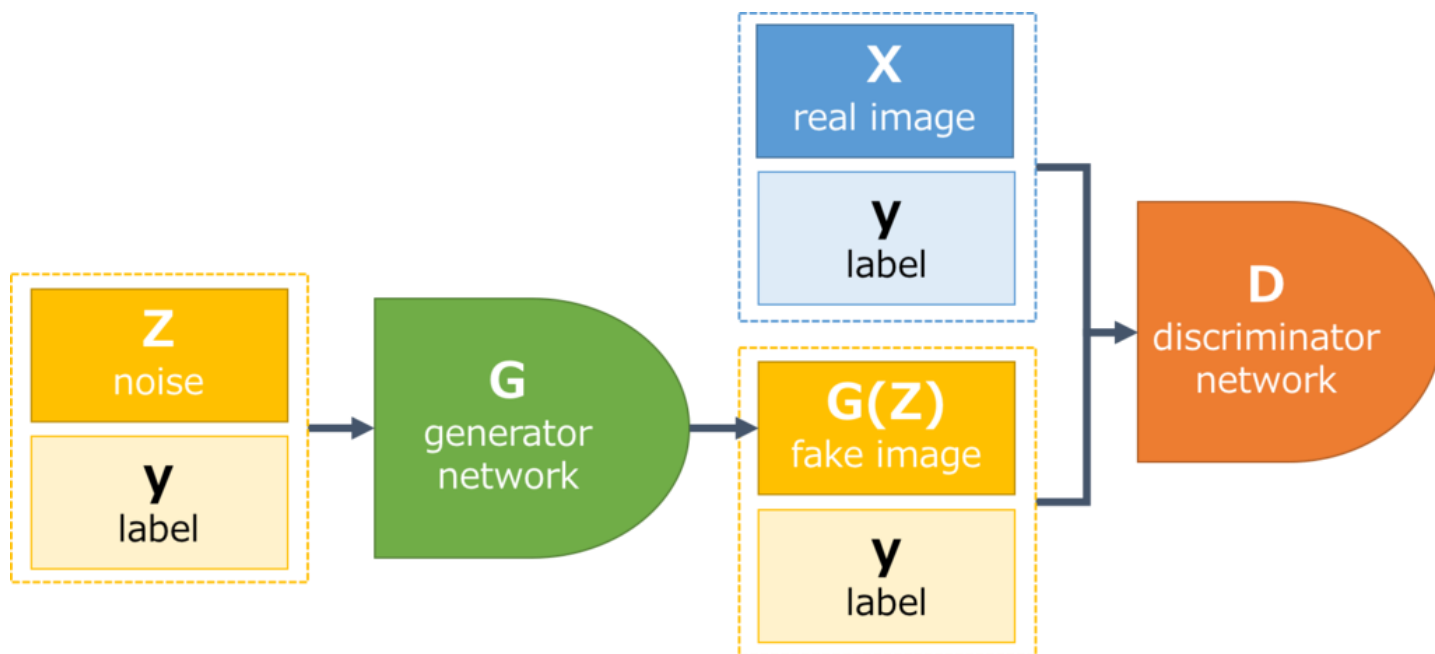 Z
noise
y
label
G
generator
network
X
real image
y
label
G(Z)
fake image
y
label
D
discriminator
network